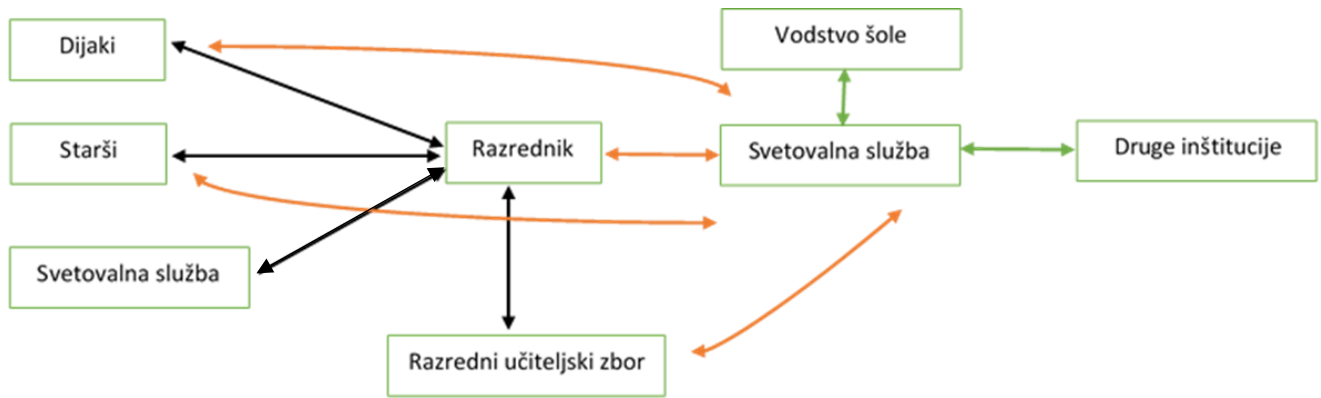 Dijaki
Vodstvo šole
Starši
Razrednik
Svetovalna služba
Druge inštitucije
Svetovalna služba
Razredni učiteljski zbor